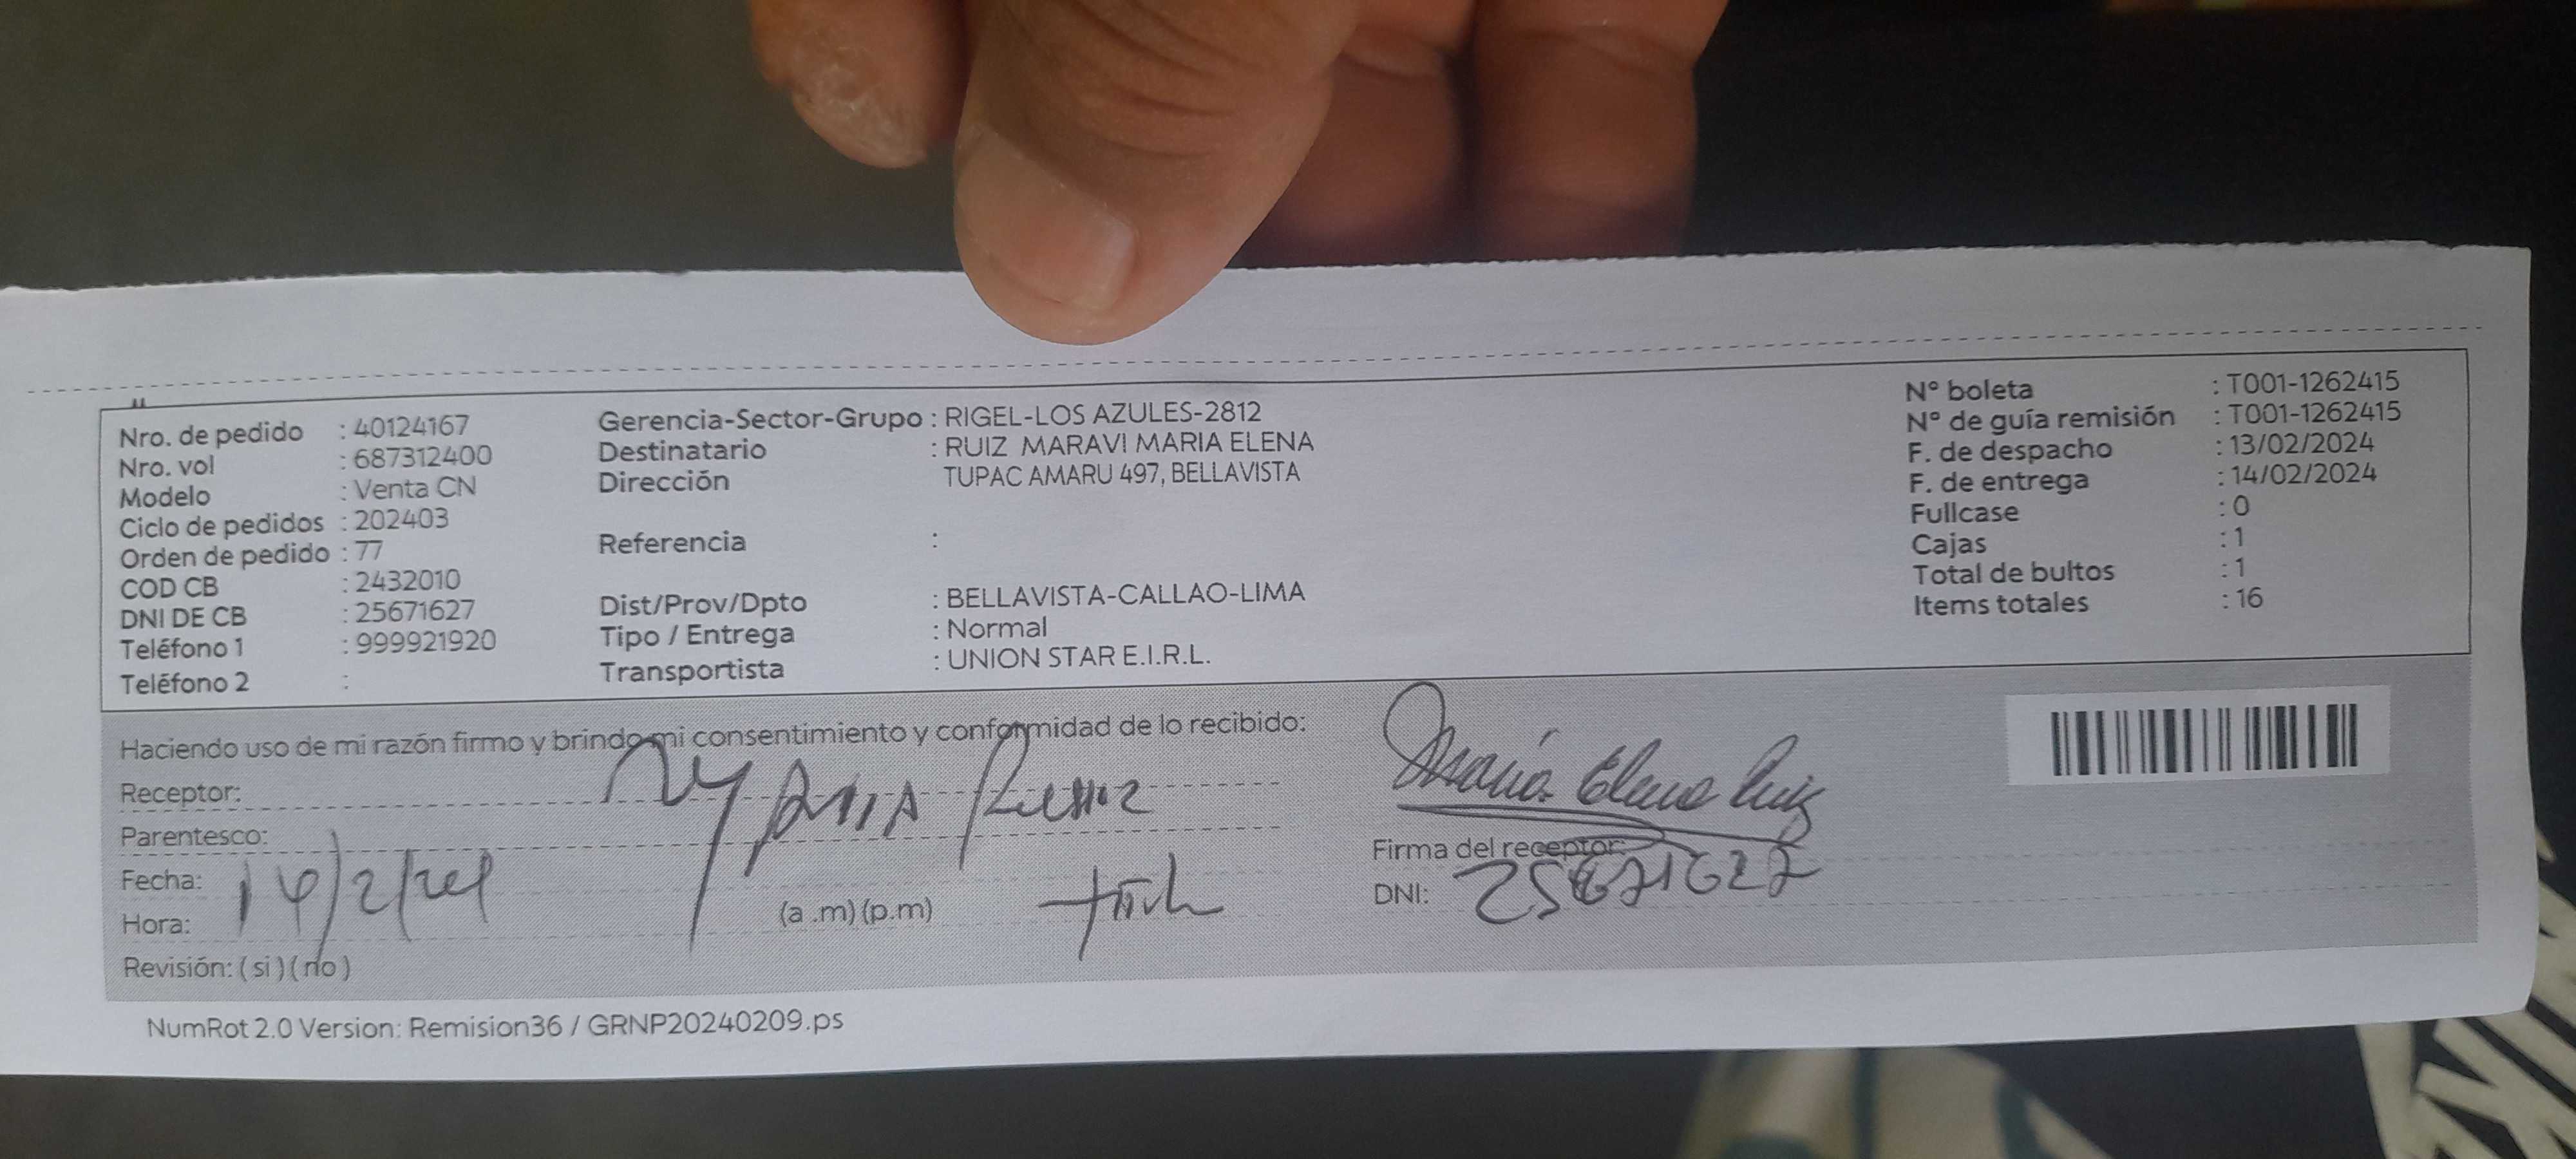 Nro. de pedido : 40124167
Nro. vol : 687312400
Modelo : Venta CN
Ciclo de pedidos : 202403
Orden de pedido : 77
COD CB : 2432010
DNI DE CB : 25671627
Teléfono 1 : 999921920
Teléfono 2 :
Gerencia-Sector-Grupo : RIGEL-LOS AZULES-2812
Destinatario : RUIZ MARAVI MARIA ELENA
Dirección TUPAC AMARU 497, BELLAVISTA
Referencia :
Dist/Prov/Dpto : BELLAVISTA-CALLAO-LIMA
Tipo / Entrega : Normal
Transportista : UNION STAR E.I.R.L.
N° boleta : T001-1262415
N° de guía remisión : T001-1262415
F. de despacho : 13/02/2024
F. de entrega : 14/02/2024
Fullcase : 0
Cajas : 1
Total de bultos : 1
Items totales : 16
Haciendo uso de mi razón firmo y brindo mi consentimiento y conformidad de lo recibido:
Receptor:
Parentesco:
Fecha: 14/2/
Hora: (a .m) (p.m)
Revisión: ( si ) ( no )
María Elena Ruiz
Firma del receptor:
DNI: 25671627
NumRot 2.0 Version: Remision36 / GRNP20240209.ps